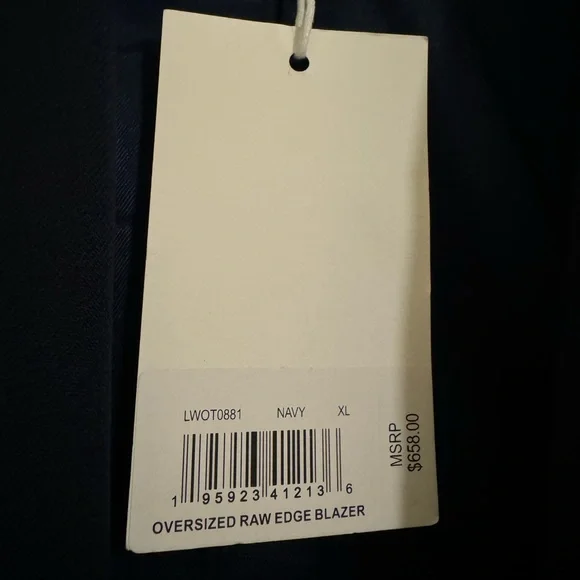 LWOT0881 NAVY XL
1 95923 41213 6
OVERSIZED RAW EDGE BLAZER
MSRP
$658.00